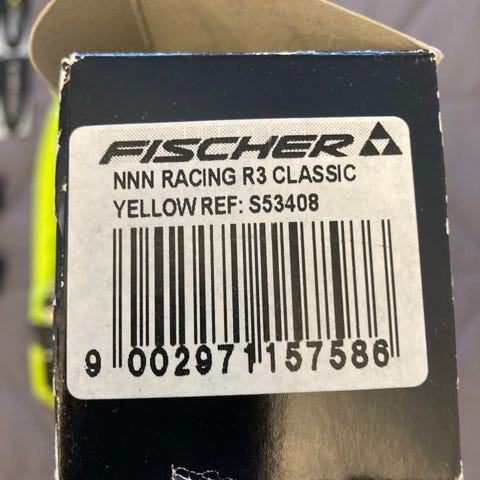 FISCHER
NNN RACING R3 CLASSIC
YELLOW REF: S53408
9 002971 157586